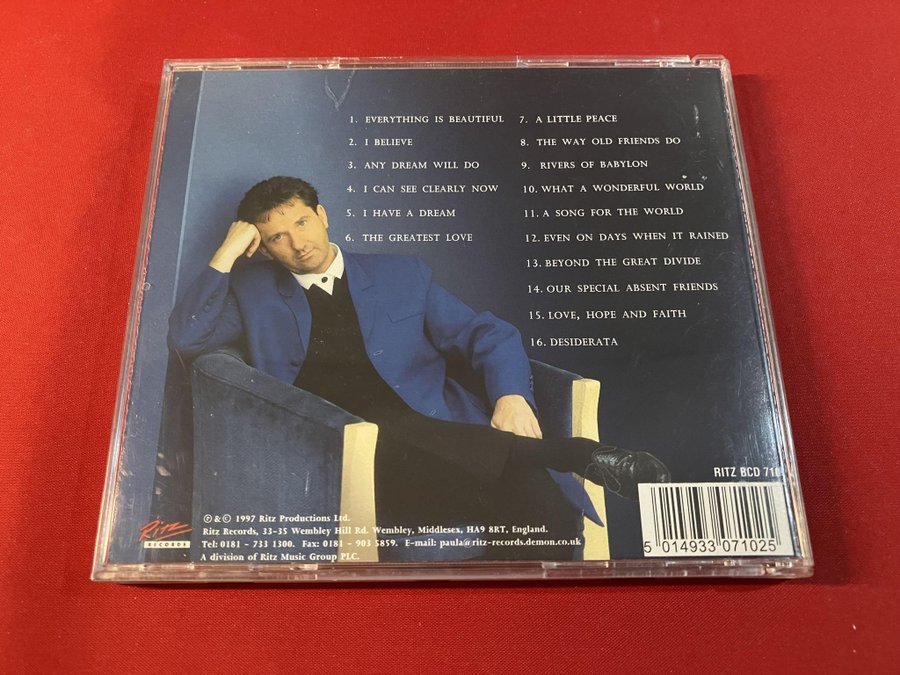 1. EVERYTHING IS BEAUTIFUL
2. I BELIEVE
3. ANY DREAM WILL DO
4. I CAN SEE CLEARLY NOW
5. I HAVE A DREAM
6. THE GREATEST LOVE
7. A LITTLE PEACE
8. THE WAY OLD FRIENDS DO
9. RIVERS OF BABYLON
10. WHAT A WONDERFUL WORLD
11. A SONG FOR THE WORLD
12. EVEN ON DAYS WHEN IT RAINED
13. BEYOND THE GREAT DIVIDE
14. OUR SPECIAL ABSENT FRIENDS
15. LOVE, HOPE AND FAITH
16. DESIDERATA
RITZ BCD
Ritz
RECORDS
℗ & © 1997 Ritz Productions Ltd.
Ritz Records, 33-35 Wembley Hill Rd. Wembley, Middlesex, HA9 8RT, England.
Tel: 0181 - 733 1300. Fax: 0181 - 903 5859. E-mail: paula@ritz-records.demon.co.uk
A division of Ritz Music Group PLC.
5 014933 071025